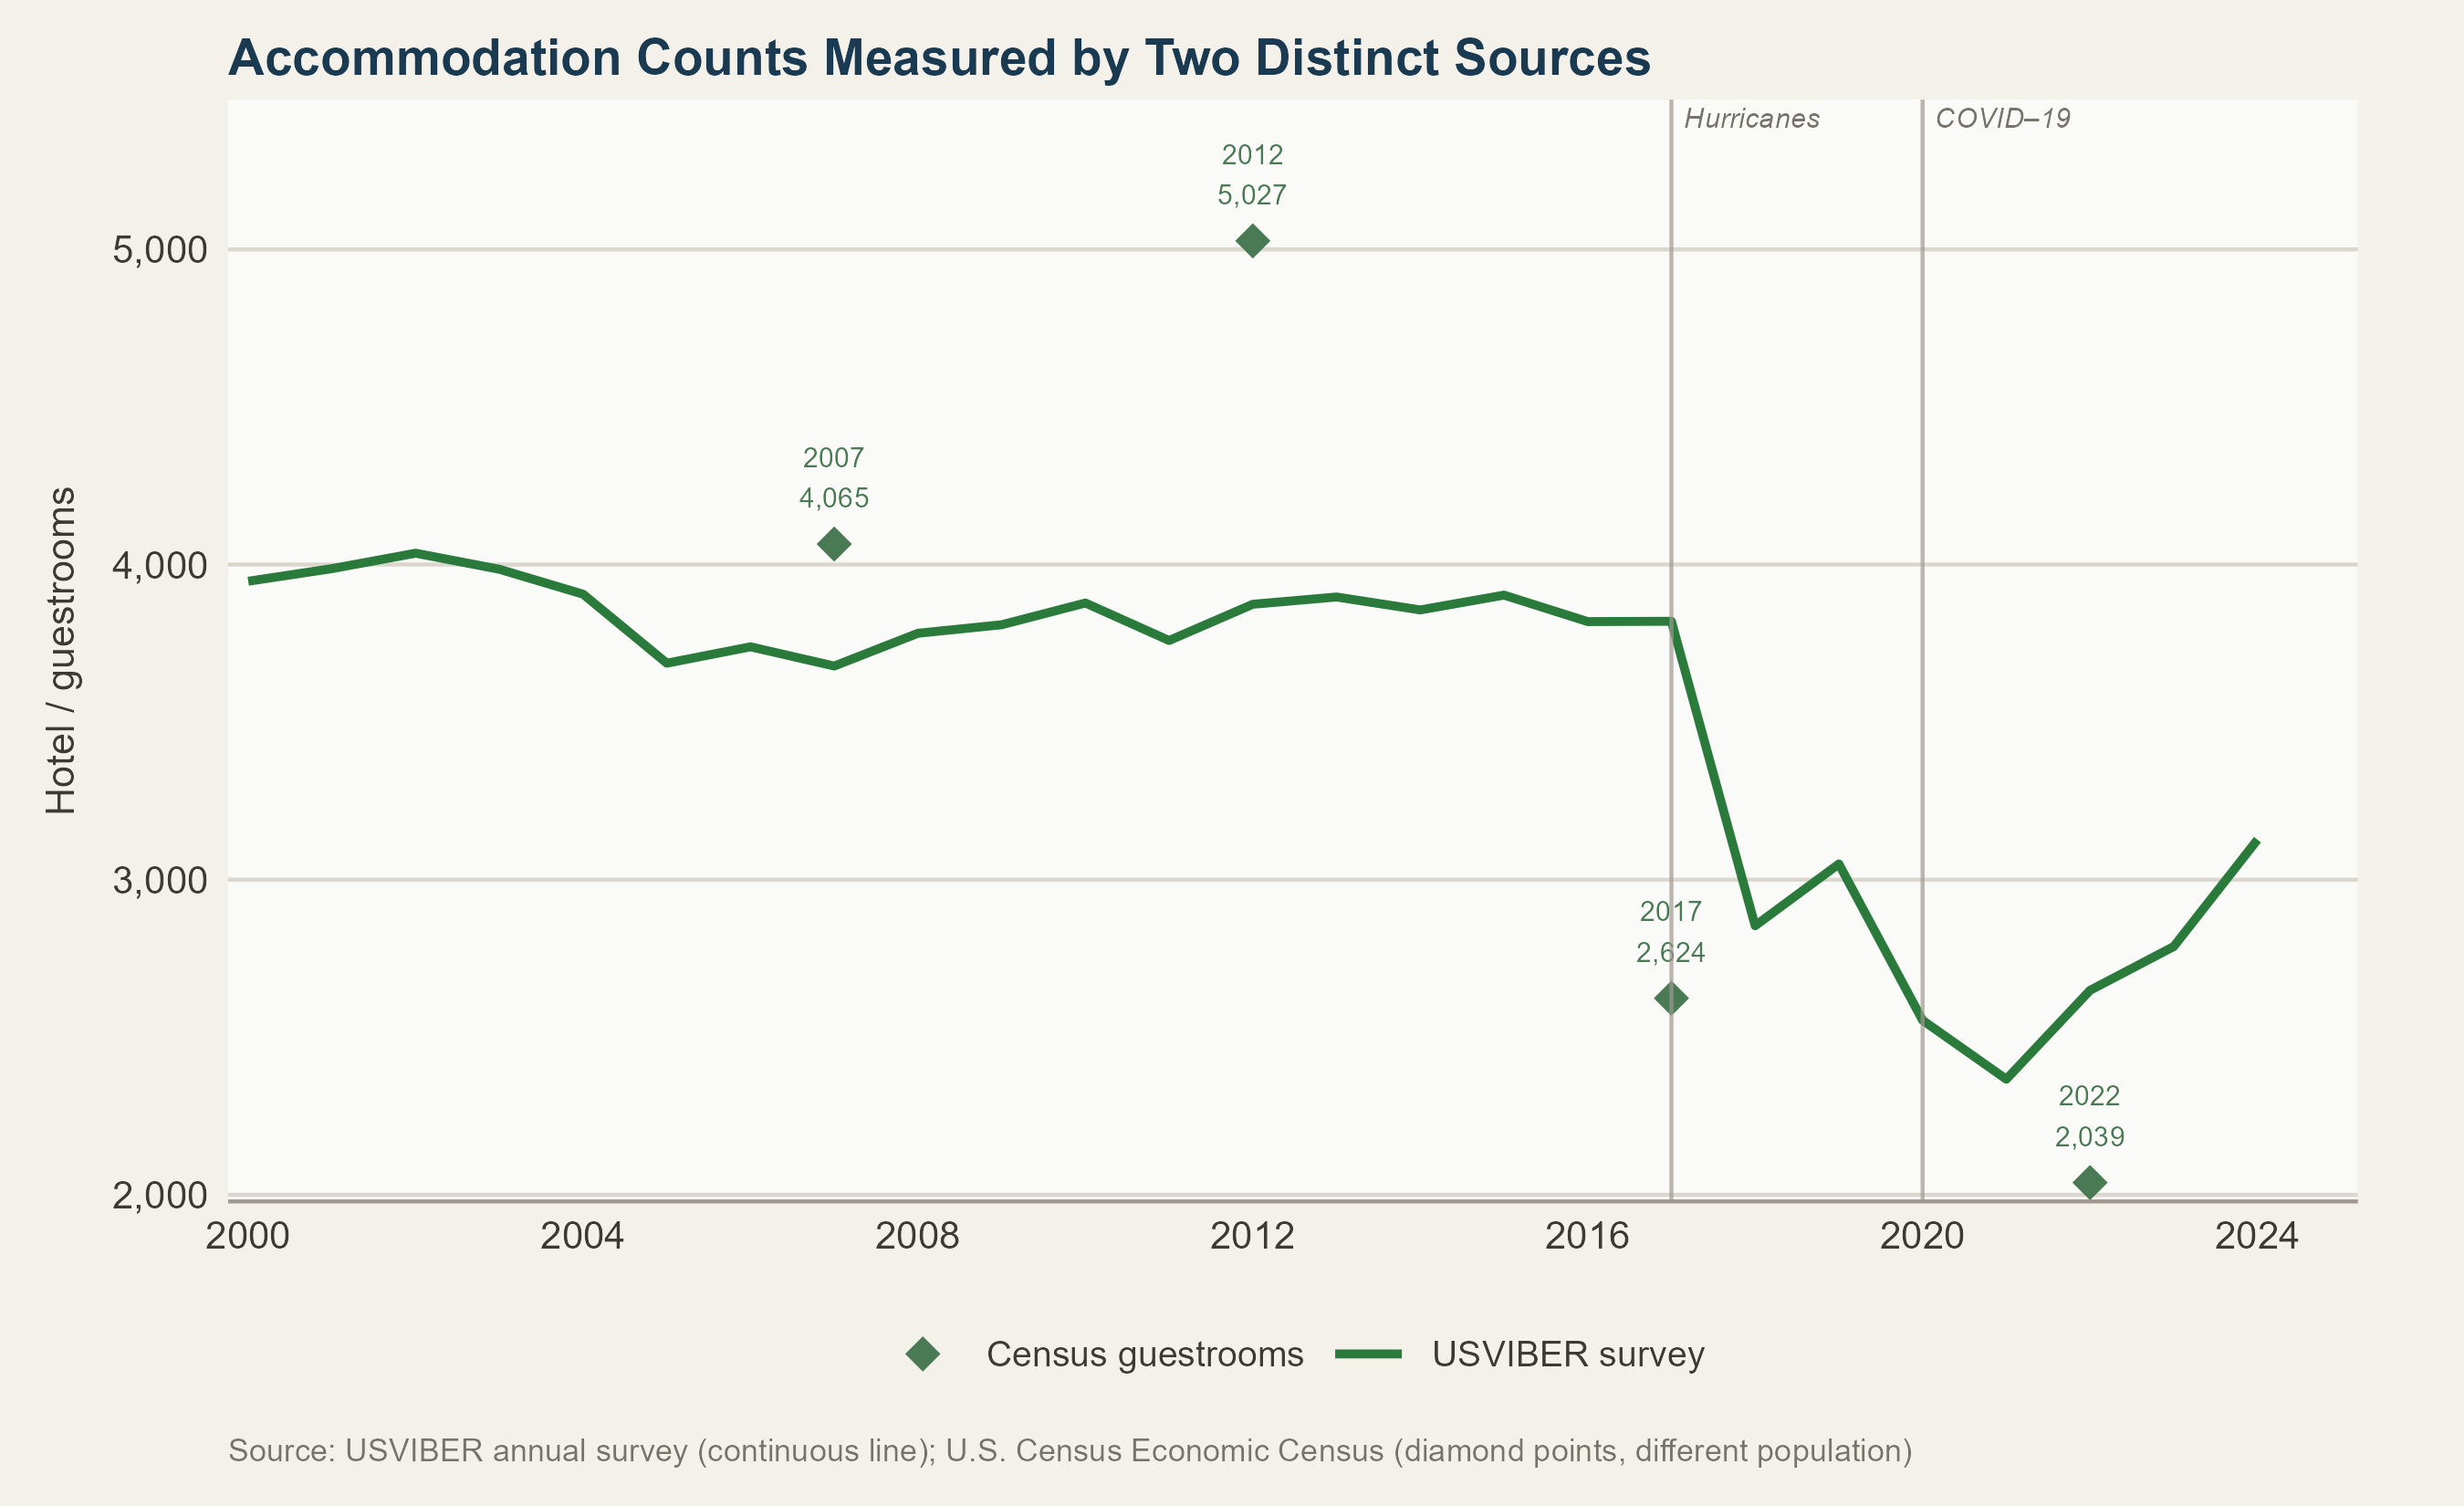 Accommodation Counts Measured by Two Distinct Sources
Hurricanes
COVID–19
2012
5,027
5,000
2007
4,065
4,000
Hotel / guestrooms
3,000
2017
2,624
2022
2,039
2,000
2000 2004 2008 2012 2016 2020 2024
Census guestrooms USVIBER survey
Source: USVIBER annual survey (continuous line); U.S. Census Economic Census (diamond points, different population)